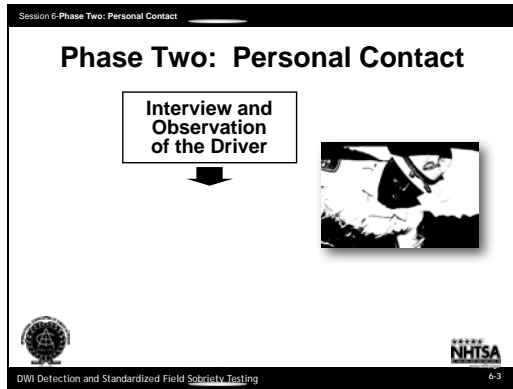 Session 6-Phase Two: Personal Contact
Phase Two:  Personal Contact
Interview and
Observation
of the Driver
NHTSA
DWI Detection and Standardized Field Sobriety Testing
6-3